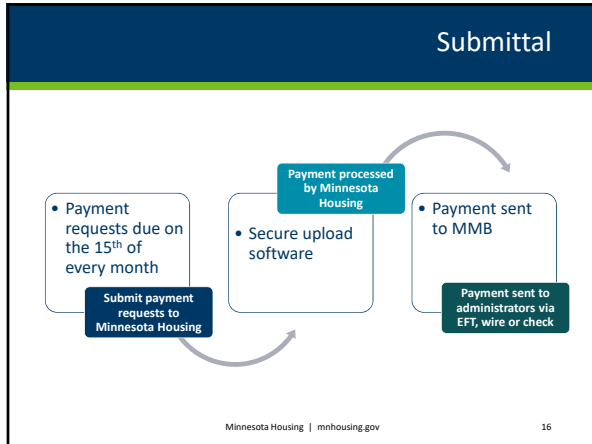 Submittal
• Payment
requests due on
the 15th of
every month
Submit payment
requests to
Minnesota Housing
Payment processed
by Minnesota
Housing
• Secure upload
software
• Payment sent
to MMB
Payment sent to
administrators via
EFT, wire or check
Minnesota Housing | mnhousing.gov
16